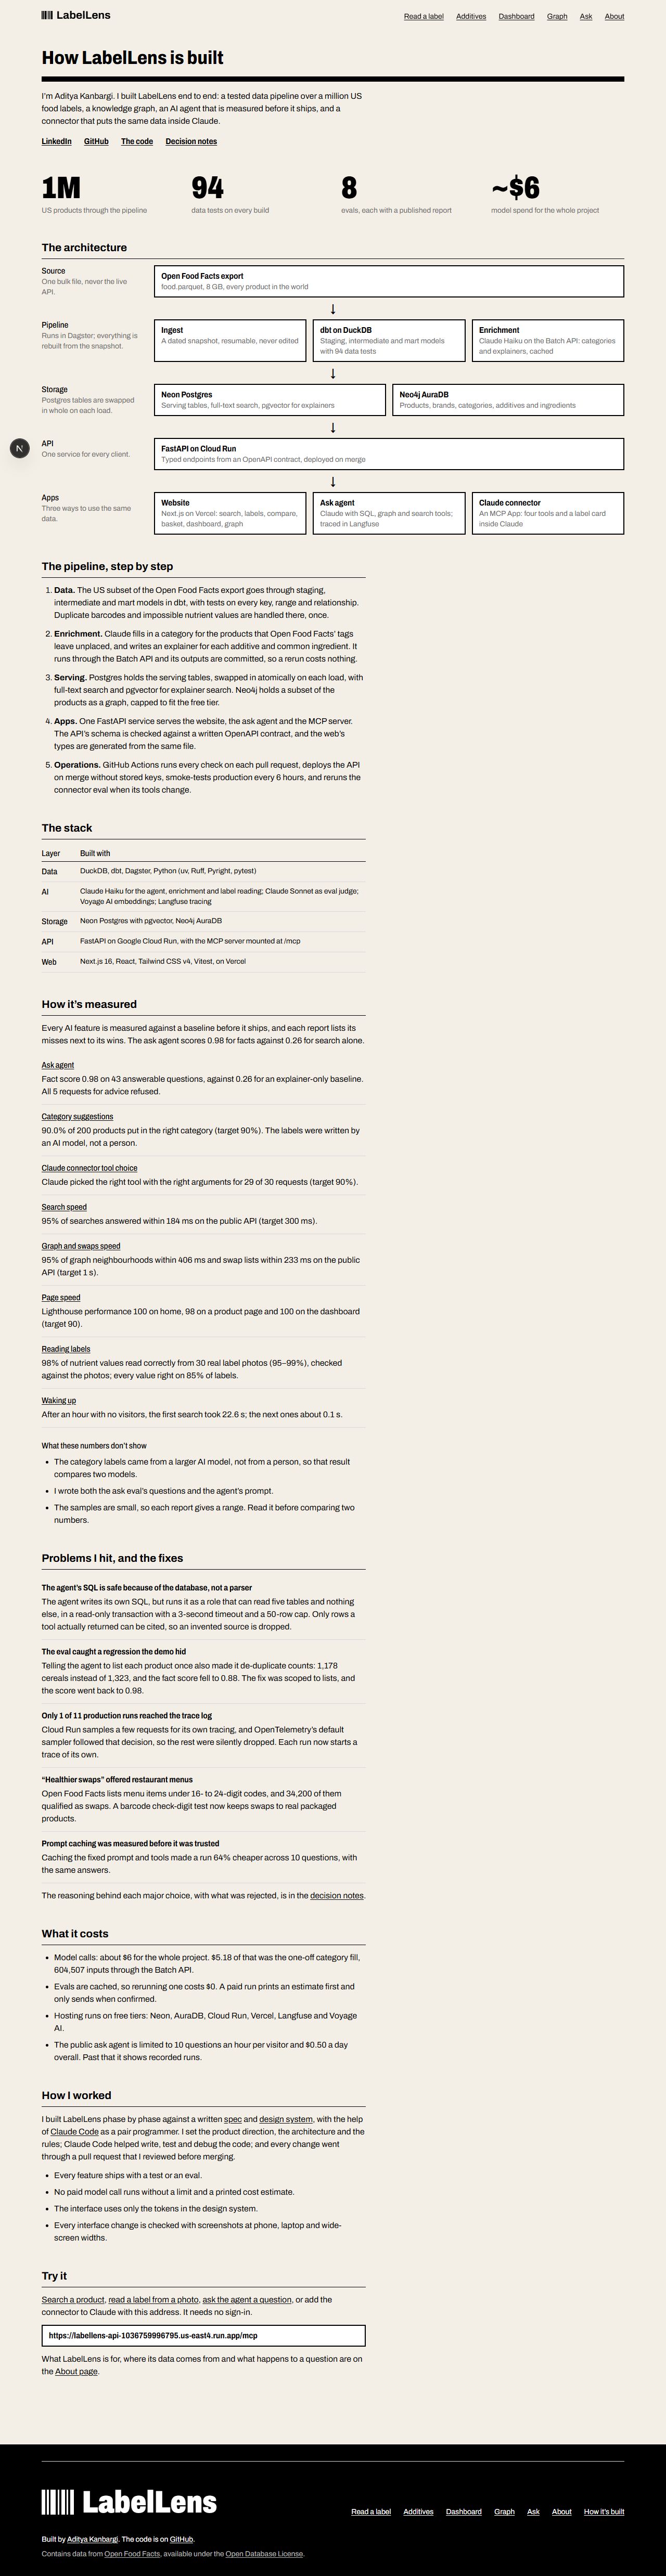 LabelLens
Read a label Additives Dashboard Graph Ask About
How LabelLens is built
I'm Aditya Kanbargi. I built LabelLens end to end: a tested data pipeline over a million US
food labels, a knowledge graph, an AI agent that is measured before it ships, and a
connector that puts the same data inside Claude.
LinkedIn GitHub The code Decision notes
1M
US products through the pipeline
94
data tests on every build
8
evals, each with a published report
~$6
model spend for the whole project
The architecture
Source
One bulk file, never the live
API.
Open Food Facts export
food.parquet, 8 GB, every product in the world
↓
Pipeline
Runs in Dagster; everything is
rebuilt from the snapshot.
Ingest
A dated snapshot, resumable, never edited
dbt on DuckDB
Staging, intermediate and mart models
with 94 data tests
Enrichment
Claude Haiku on the Batch API: categories
and explainers, cached
↓
Storage
Postgres tables are swapped
in whole on each load.
Neon Postgres
Serving tables, full-text search, pgvector for explainers
Neo4j AuraDB
Products, brands, categories, additives and ingredients
↓
N
API
One service for every client.
FastAPI on Cloud Run
Typed endpoints from an OpenAPI contract, deployed on merge
↓
Apps
Three ways to use the same
data.
Website
Next.js on Vercel: search, labels, compare,
basket, dashboard, graph
Ask agent
Claude with SQL, graph and search tools;
traced in Langfuse
Claude connector
An MCP App: four tools and a label card
inside Claude
The pipeline, step by step
1. Data. The US subset of the Open Food Facts export goes through staging,
intermediate and mart models in dbt, with tests on every key, range and relationship.
Duplicate barcodes and impossible nutrient values are handled there, once.
2. Enrichment. Claude fills in a category for the products that Open Food Facts' tags
leave unplaced, and writes an explainer for each additive and common ingredient. It
runs through the Batch API and its outputs are committed, so a rerun costs nothing.
3. Serving. Postgres holds the serving tables, swapped in atomically on each load, with
full-text search and pgvector for explainer search. Neo4j holds a subset of the
products as a graph, capped to fit the free tier.
4. Apps. One FastAPI service serves the website, the ask agent and the MCP server.
The API's schema is checked against a written OpenAPI contract, and the web's
types are generated from the same file.
5. Operations. GitHub Actions runs every check on each pull request, deploys the API
on merge without stored keys, smoke-tests production every 6 hours, and reruns the
connector eval when its tools change.
The stack
Layer Built with
Data DuckDB, dbt, Dagster, Python (uv, Ruff, Pyright, pytest)
AI Claude Haiku for the agent, enrichment and label reading; Claude Sonnet as eval judge;
Voyage AI embeddings; Langfuse tracing
Storage Neon Postgres with pgvector, Neo4j AuraDB
API FastAPI on Google Cloud Run, with the MCP server mounted at /mcp
Web Next.js 16, React, Tailwind CSS v4, Vitest, on Vercel
How it's measured
Every AI feature is measured against a baseline before it ships, and each report lists its
misses next to its wins. The ask agent scores 0.98 for facts against 0.26 for search alone.
Ask agent
Fact score 0.98 on 43 answerable questions, against 0.26 for an explainer-only baseline.
All 5 requests for advice refused.
Category suggestions
90.0% of 200 products put in the right category (target 90%). The labels were written by
an AI model, not a person.
Claude connector tool choice
Claude picked the right tool with the right arguments for 29 of 30 requests (target 90%).
Search speed
95% of searches answered within 184 ms on the public API (target 300 ms).
Graph and swaps speed
95% of graph neighbourhoods within 406 ms and swap lists within 233 ms on the public
API (target 1 s).
Page speed
Lighthouse performance 100 on home, 98 on a product page and 100 on the dashboard
(target 90).
Reading labels
98% of nutrient values read correctly from 30 real label photos (95–99%), checked
against the photos; every value right on 85% of labels.
Waking up
After an hour with no visitors, the first search took 22.6 s; the next ones about 0.1 s.
What these numbers don't show
• The category labels came from a larger AI model, not from a person, so that result
compares two models.
• I wrote both the ask eval's questions and the agent's prompt.
• The samples are small, so each report gives a range. Read it before comparing two
numbers.
Problems I hit, and the fixes
The agent's SQL is safe because of the database, not a parser
The agent writes its own SQL, but runs it as a role that can read five tables and nothing
else, in a read-only transaction with a 3-second timeout and a 50-row cap. Only rows a
tool actually returned can be cited, so an invented source is dropped.
The eval caught a regression the demo hid
Telling the agent to list each product once also made it de-duplicate counts: 1,178
cereals instead of 1,323, and the fact score fell to 0.88. The fix was scoped to lists, and
the score went back to 0.98.
Only 1 of 11 production runs reached the trace log
Cloud Run samples a few requests for its own tracing, and OpenTelemetry's default
sampler followed that decision, so the rest were silently dropped. Each run now starts a
trace of its own.
“Healthier swaps” offered restaurant menus
Open Food Facts lists menu items under 16- to 24-digit codes, and 34,200 of them
qualified as swaps. A barcode check-digit test now keeps swaps to real packaged
products.
Prompt caching was measured before it was trusted
Caching the fixed prompt and tools made a run 64% cheaper across 10 questions, with
the same answers.
The reasoning behind each major choice, with what was rejected, is in the decision notes.
What it costs
• Model calls: about $6 for the whole project. $5.18 of that was the one-off category fill,
604,507 inputs through the Batch API.
• Evals are cached, so rerunning one costs $0. A paid run prints an estimate first and
only sends when confirmed.
• Hosting runs on free tiers: Neon, AuraDB, Cloud Run, Vercel, Langfuse and Voyage
AI.
• The public ask agent is limited to 10 questions an hour per visitor and $0.50 a day
overall. Past that it shows recorded runs.
How I worked
I built LabelLens phase by phase against a written spec and design system, with the help
of Claude Code as a pair programmer. I set the product direction, the architecture and the
rules; Claude Code helped write, test and debug the code; and every change went
through a pull request that I reviewed before merging.
• Every feature ships with a test or an eval.
• No paid model call runs without a limit and a printed cost estimate.
• The interface uses only the tokens in the design system.
• Every interface change is checked with screenshots at phone, laptop and wide-
screen widths.
Try it
Search a product, read a label from a photo, ask the agent a question, or add the
connector to Claude with this address. It needs no sign-in.
https://labellens-api-1036759996795.us-east4.run.app/mcp
What LabelLens is for, where its data comes from and what happens to a question are on
the About page.
LabelLens
Read a label Additives Dashboard Graph Ask About How it's built
Built by Aditya Kanbargi. The code is on GitHub.
Contains data from Open Food Facts, available under the Open Database License.